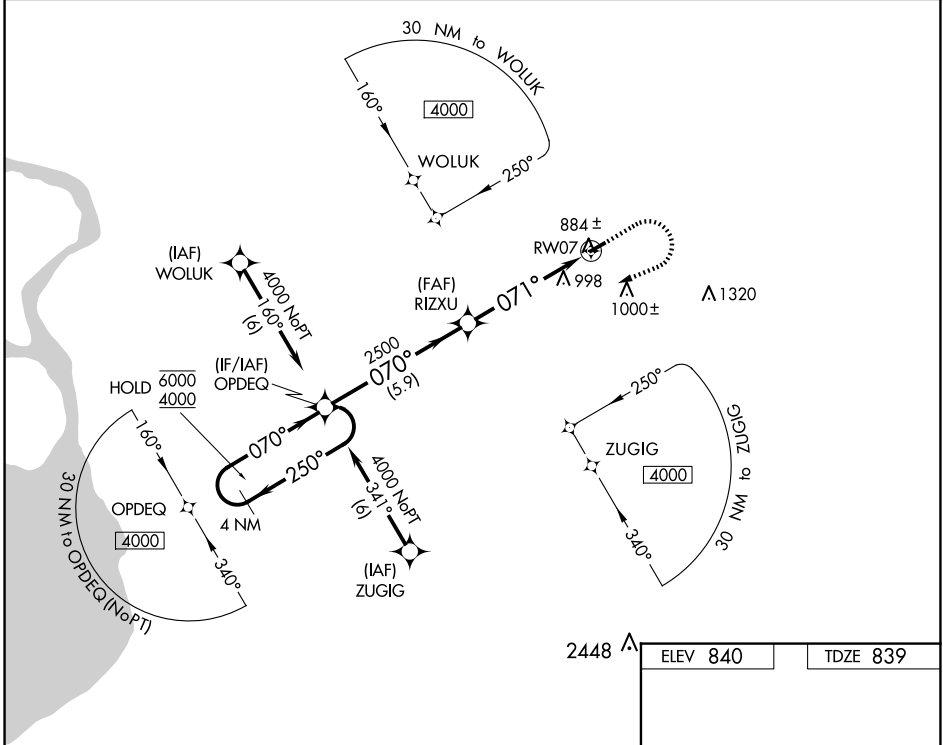 30 NM to WOLUK
160°
4000
WOLUK
250°
884 ±
RW07
998
1000 ±
1320
(IAF)
WOLUK
4000 NoPT
160°
(6)
(FAF)
RIZXU
071°
(IF/IAF)
OPDEQ
2500
070°
(5.9)
HOLD 6000
4000
070°
250°
4 NM
160°
OPDEQ
4000
340°
30 NM to OPDEQ (NoPT)
4000 NoPT
341°
(6)
(IAF)
ZUGIG
250°
ZUGIG
4000
340°
30 NM to ZUGIG
2448
ELEV 840
TDZE 839